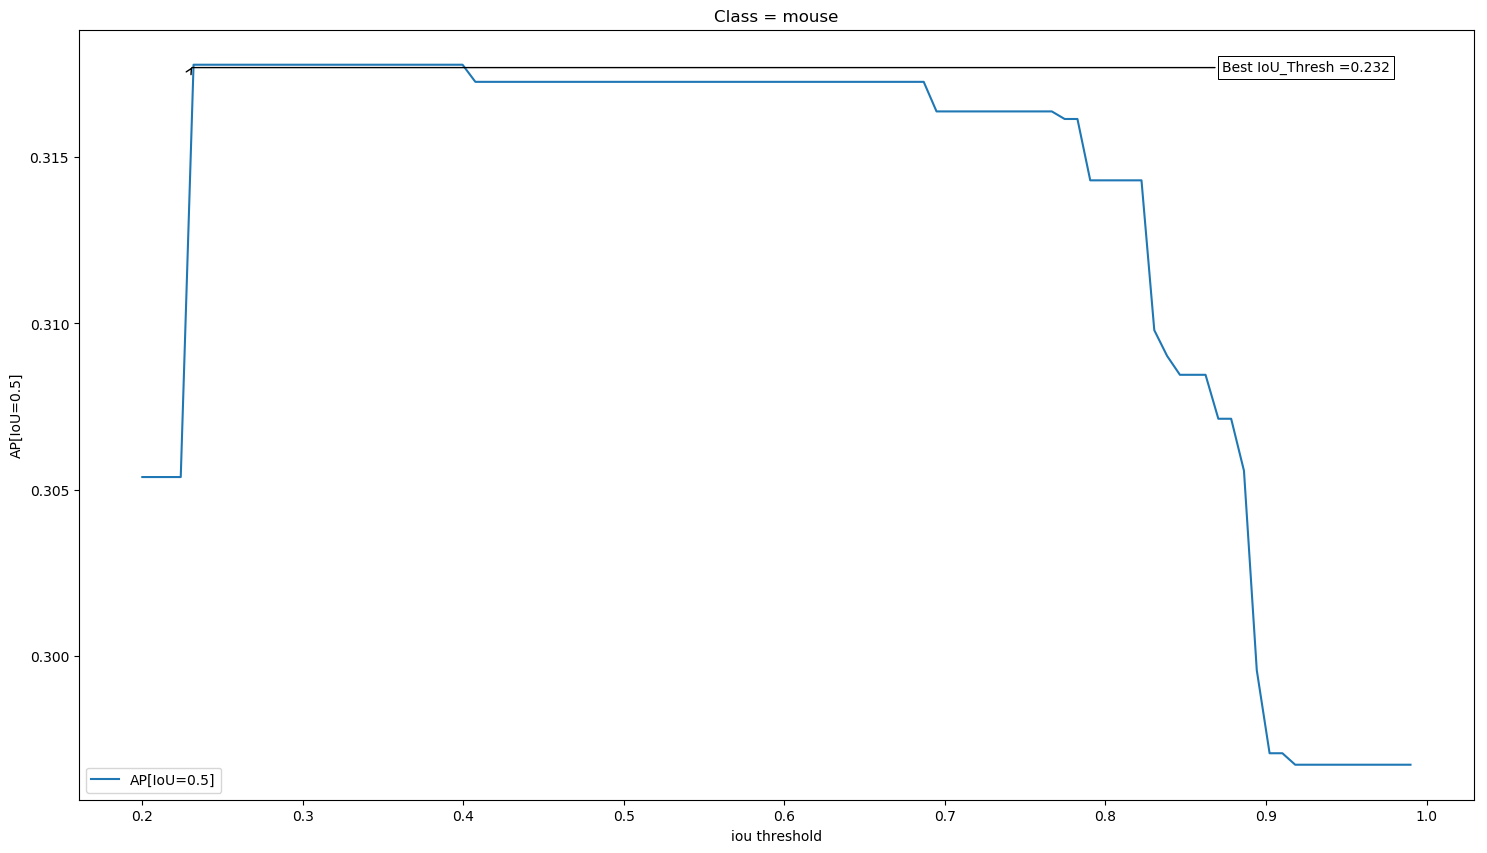 Class = mouse
Best IoU_Thresh =0.232
0.315
0.310
0.305
0.300
AP[IoU=0.5]
AP[IoU=0.5]
0.2 0.3 0.4 0.5 0.6 0.7 0.8 0.9 1.0
iou threshold